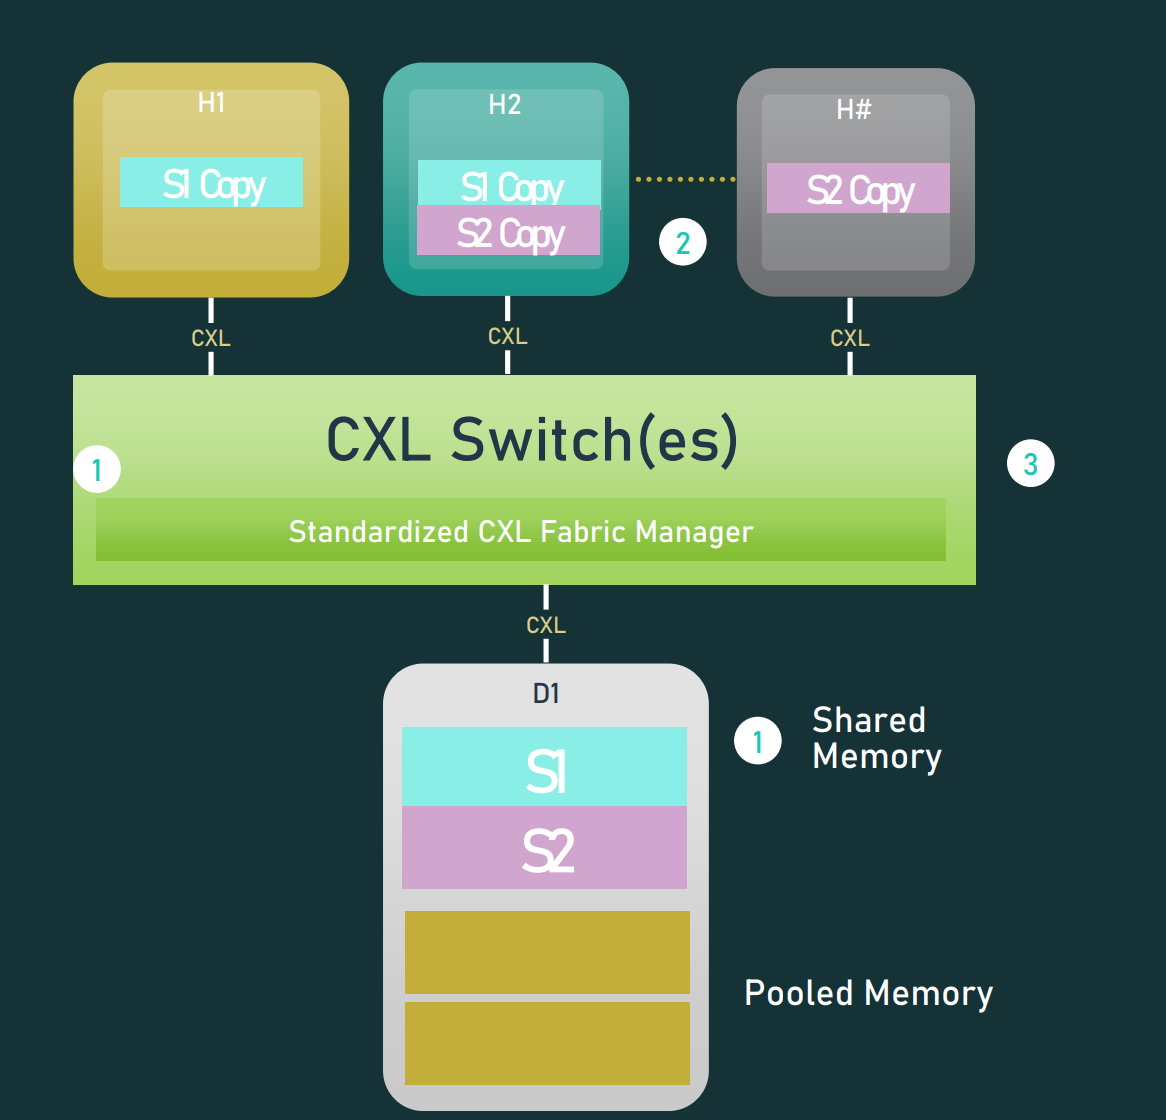 H1
H2
H#
S1 Copy
S1 Copy
S2 Copy
S2 Copy
2
CXL
CXL
CXL
CXL Switch(es)
1
3
Standardized CXL Fabric Manager
CXL
D1
S1
1
Shared
Memory
S2
Pooled Memory